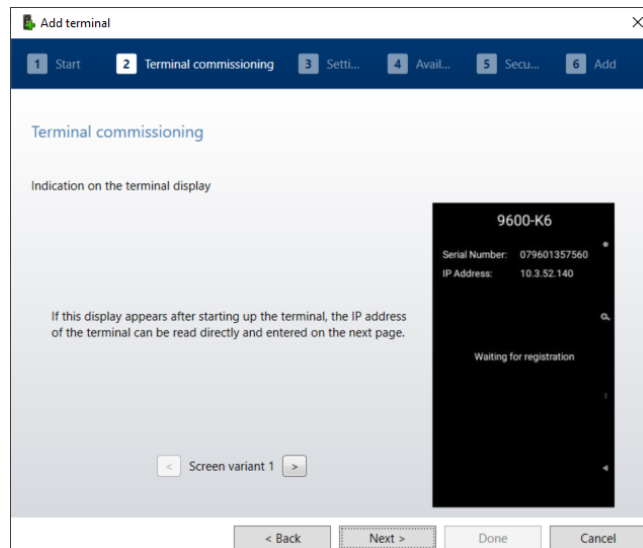 Add terminal
1 Start 2 Terminal commissioning 3 Setti... 4 Avail... 5 Secu... 6 Add
Terminal commissioning
Indication on the terminal display
9600-K6
Serial Number: 079601357560
IP Address: 10.3.52.140
If this display appears after starting up the terminal, the IP address
of the terminal can be read directly and entered on the next page.
Waiting for registration
< Screen variant 1 >
< Back Next > Done Cancel